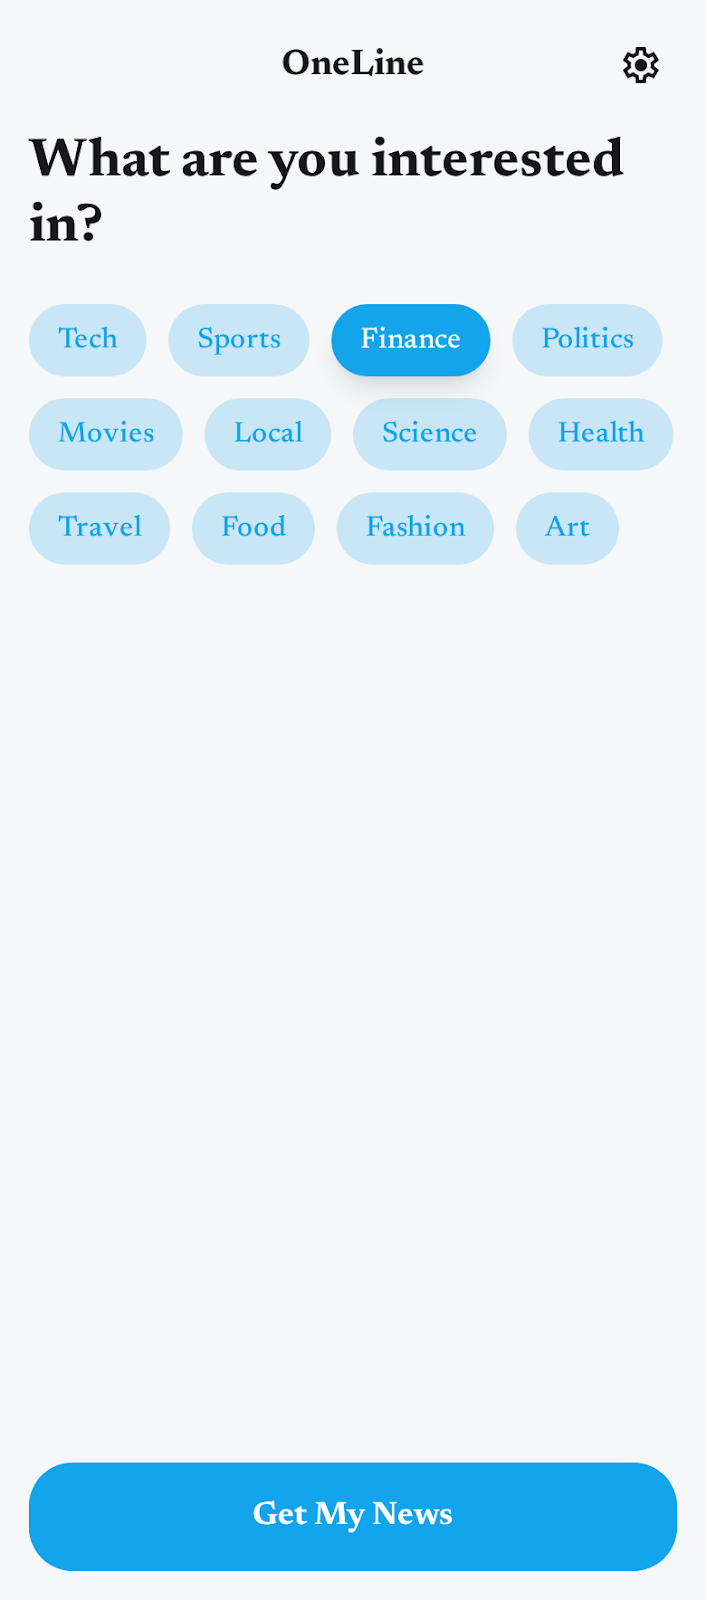 OneLine
What are you interested
in?
Tech Sports Finance Politics
Movies Local Science Health
Travel Food Fashion Art
Get My News